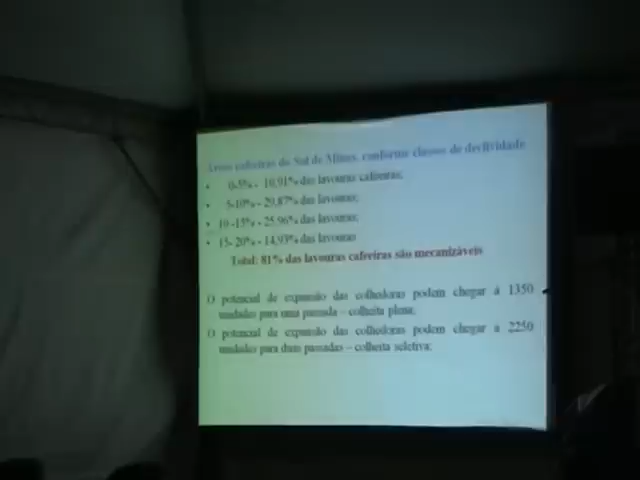 Áreas cafeeiras do Sul de Minas, conforme classes de declividade
• 0-5% - 10,91% das lavouras cafeeiras;
• 5-10% - 29,87% das lavouras;
• 10 -15% - 25,96% das lavouras;
• 15- 20% - 14,93% das lavouras
Total: 81% das lavouras cafeeiras são mecanizáveis
O potencial de expansão das colhedoras podem chegar a 1350
unidades para uma passada – colheita plena;
O potencial de expansão das colhedoras podem chegar a 2250
unidades para duas passadas – colheita seletiva;